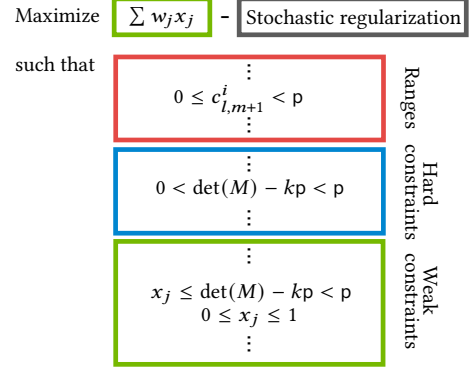 Maximize ∑ w_j x_j - Stochastic regularization
such that
⋮
0 ≤ c^i_{l,m+1} < p
⋮
Ranges
⋮
0 < det(M) − kp < p
⋮
Hard
constraints
⋮
x_j ≤ det(M) − kp < p
0 ≤ x_j ≤ 1
⋮
Weak
constraints